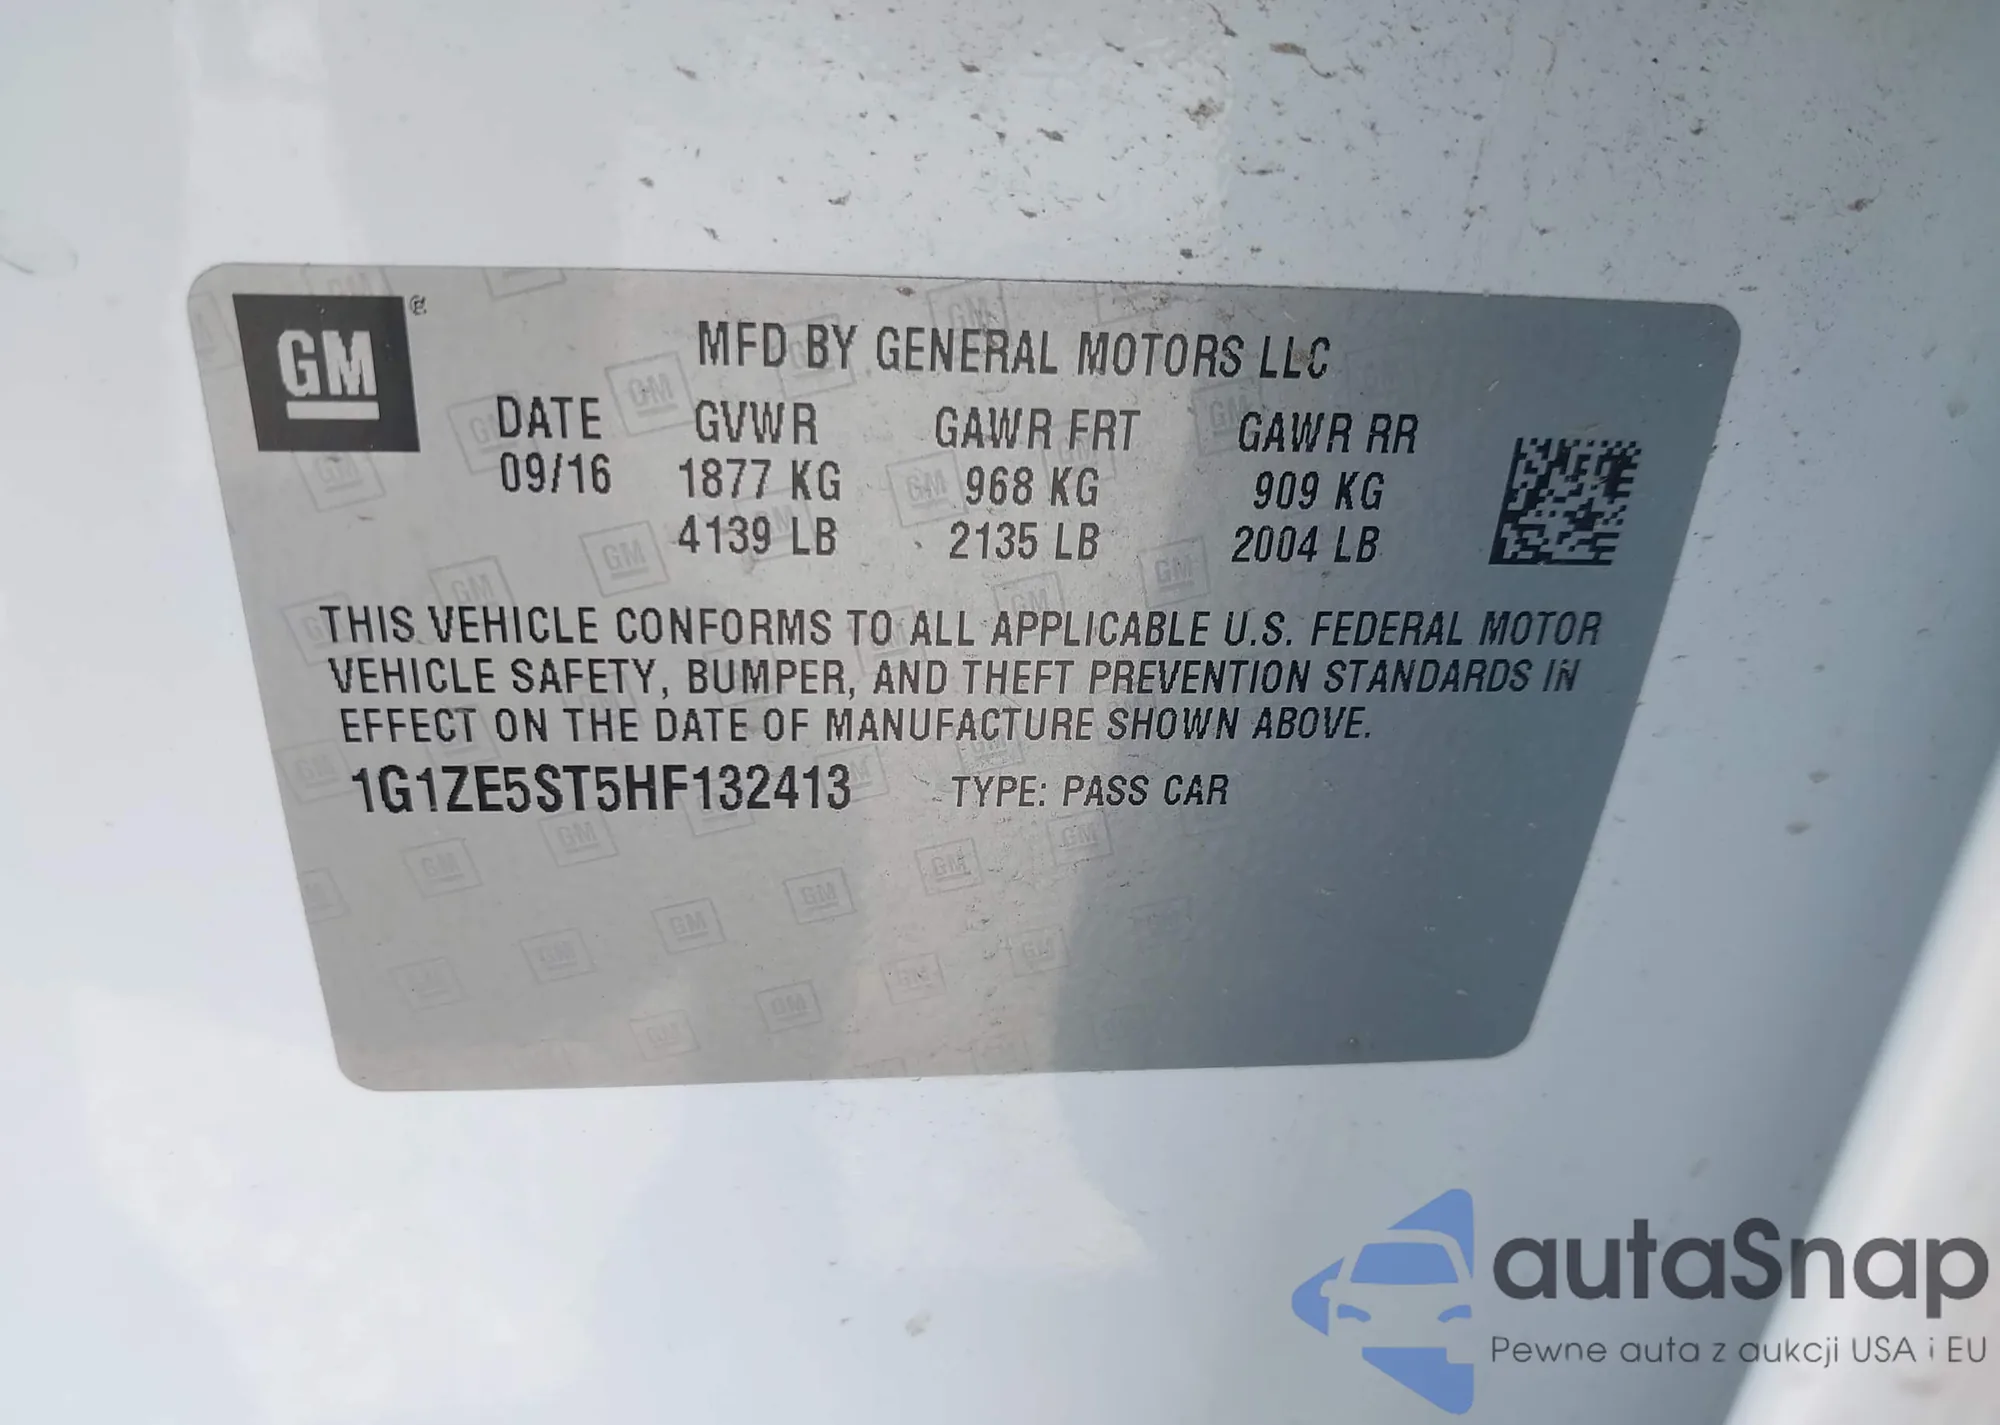 GM
MFD BY GENERAL MOTORS LLC
DATE GVWR GAWR FRT GAWR RR
09/16 1877 KG 968 KG 909 KG
4139 LB 2135 LB 2004 LB
THIS VEHICLE CONFORMS TO ALL APPLICABLE U.S. FEDERAL MOTOR
VEHICLE SAFETY, BUMPER, AND THEFT PREVENTION STANDARDS IN
EFFECT ON THE DATE OF MANUFACTURE SHOWN ABOVE.
1G1ZE5ST5HF132413 TYPE: PASS CAR
autaSnap
Pewne auta z aukcji USA i EU